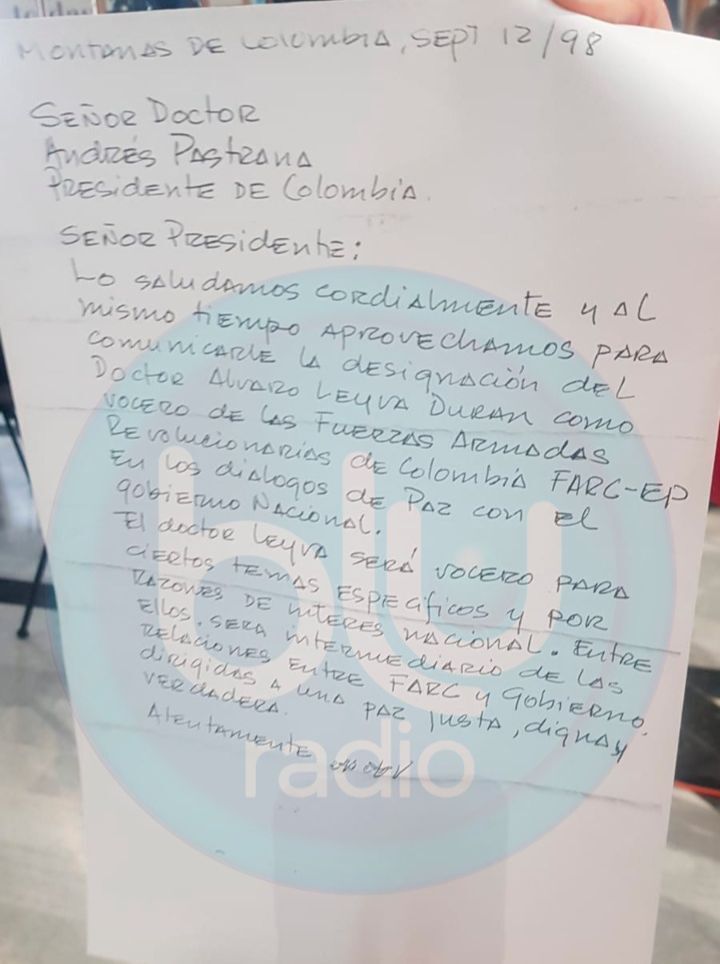 Montañas de Colombia, Sept 12/98
Señor Doctor
Andrés Pastrana
Presidente de Colombia.
Señor Presidente:
Lo saludamos cordialmente y al
mismo tiempo aprovechamos para
comunicarle la designación del
Doctor Alvaro Leyva Duran como
vocero de las Fuerzas Armadas
Revolucionarias de Colombia FARC-EP
En los dialogos de Paz con el
gobierno Nacional.
El doctor Leyva será vocero para
ciertos temas específicos y por
razones de interes nacional. Entre
Ellos. será intermediario de las
relaciones entre FARC y gobierno.
dirigidas a una paz justa, digna y
verdadera.
Atentamente
blu
radio